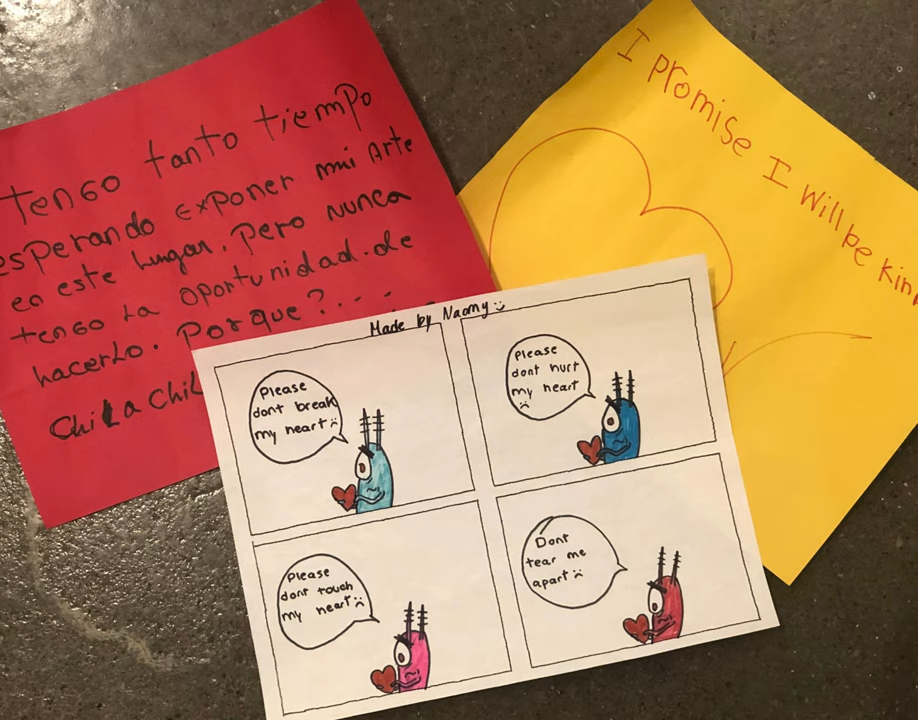 tengo tanto tiempo
esperando exponer mi Arte
en este lugar. Pero Nunca
tengo la oportunidad.de
hacerlo. Porque?....
Chila Chil
I promise I will be kin
Made by Naomy
Please
dont break
my heart
Please
dont hurt
my heart
Please
dont touch
my heart
Dont
tear me
apart